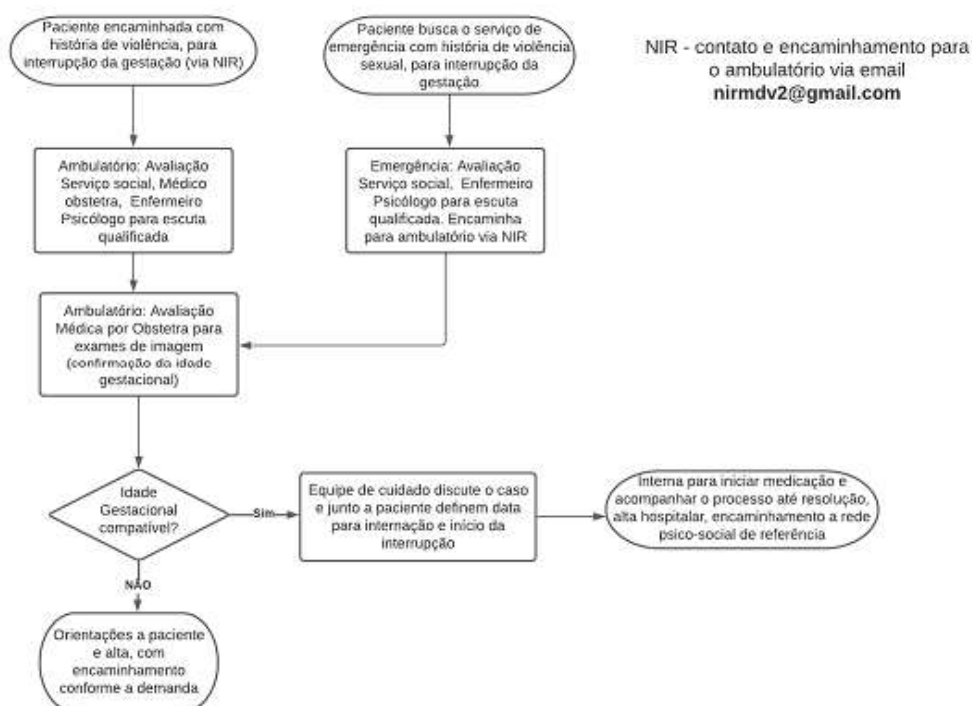 Paciente encaminhada com
história de violência, para
interrupção da gestação (via NIR)
Paciente busca o serviço de
emergência com história de violência
sexual, para interrupção da
gestação
NIR - contato e encaminhamento para
o ambulatório via email
nirmdv2@gmail.com
Ambulatório: Avaliação
Serviço social, Médico
obstetra, Enfermeiro
Psicólogo para escuta
qualificada
Emergência: Avaliação
Serviço social, Enfermeiro
Psicólogo para escuta
qualificada. Encaminha
para ambulatório via NIR
Ambulatório: Avaliação
Médica por Obstetra para
exames de imagem
(confirmação da idade
gestacional)
Idade
Gestacional
compatível?
Sim
Equipe de cuidado discute o caso
e junto a paciente definem data
para internação e início da
interrupção
Interna para iniciar medicação e
acompanhar o processo até resolução,
alta hospitalar, encaminhamento a rede
psico-social de referência
NÃO
Orientações a paciente
e alta, com
encaminhamento
conforme a demanda